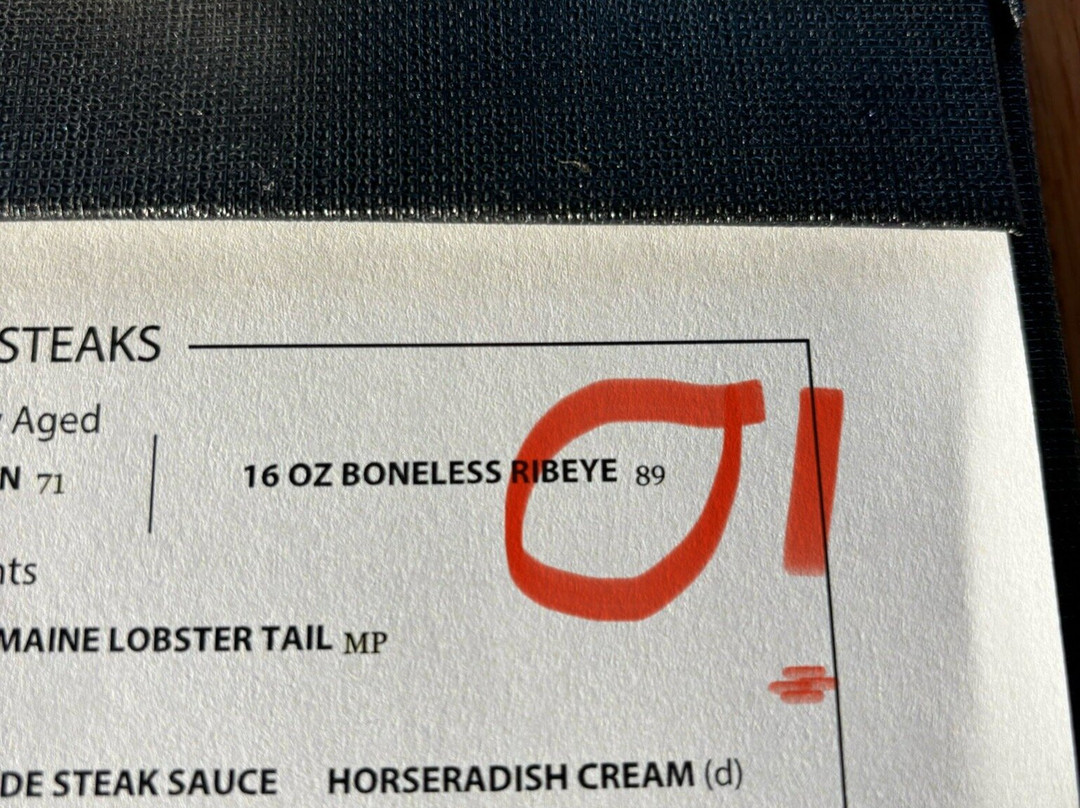 STEAKS
Aged
N 71
16 OZ BONELESS RIBEYE 89
nts
MAINE LOBSTER TAIL MP
DE STEAK SAUCE HORSERADISH CREAM (d)